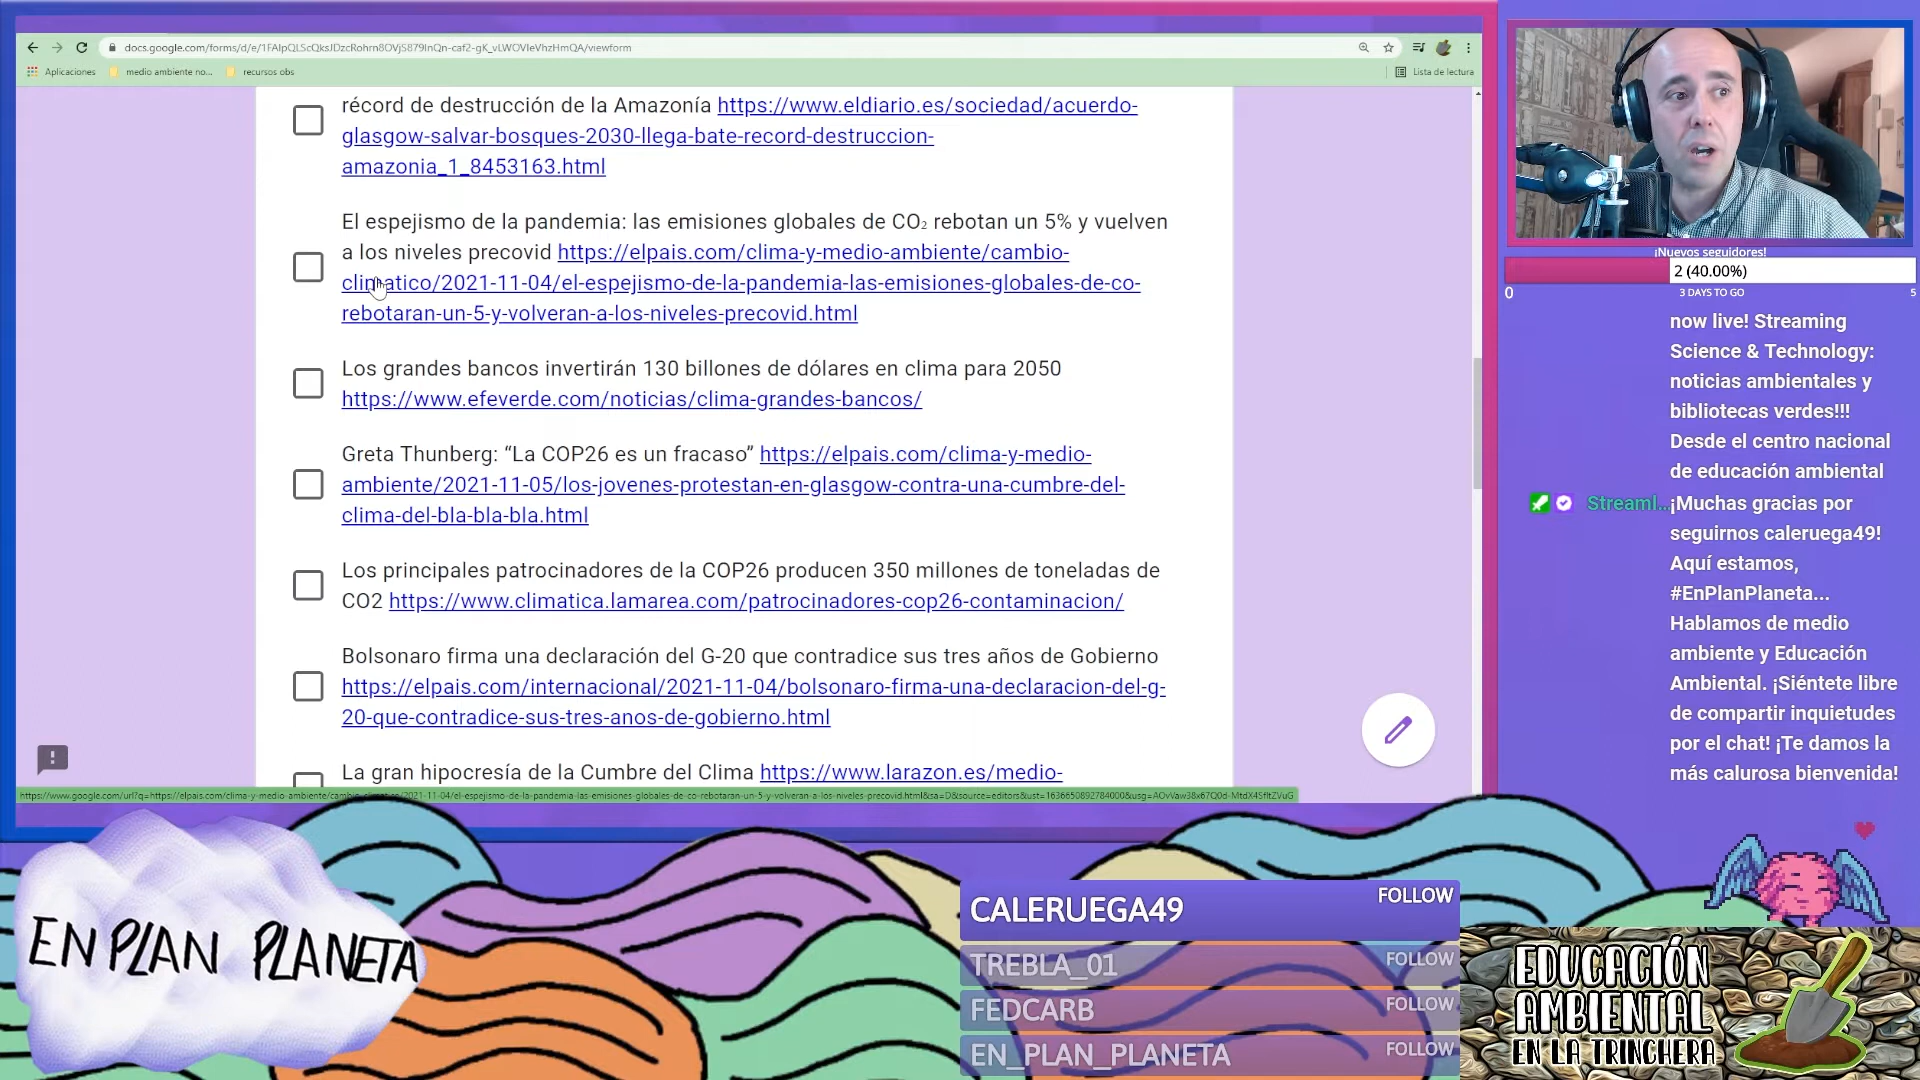 docs.google.com/forms/d/e/1FAIpQLScQksJDzcRohrn8OVjS879InQn-caf2-gK_vLWOVIeVhzHmQA/viewform
Aplicaciones
medio ambiente no...
recursos obs
Lista de lectura
récord de destrucción de la Amazonía https://www.eldiario.es/sociedad/acuerdo-
glasgow-salvar-bosques-2030-llega-bate-record-destruccion-
amazonia_1_8453163.html
El espejismo de la pandemia: las emisiones globales de CO₂ rebotan un 5% y vuelven
a los niveles precovid https://elpais.com/clima-y-medio-ambiente/cambio-
climatico/2021-11-04/el-espejismo-de-la-pandemia-las-emisiones-globales-de-co-
rebotaran-un-5-y-volveran-a-los-niveles-precovid.html
Los grandes bancos invertirán 130 billones de dólares en clima para 2050
https://www.efeverde.com/noticias/clima-grandes-bancos/
Greta Thunberg: “La COP26 es un fracaso” https://elpais.com/clima-y-medio-
ambiente/2021-11-05/los-jovenes-protestan-en-glasgow-contra-una-cumbre-del-
clima-del-bla-bla-bla.html
Los principales patrocinadores de la COP26 producen 350 millones de toneladas de
CO2 https://www.climatica.lamarea.com/patrocinadores-cop26-contaminacion/
Bolsonaro firma una declaración del G-20 que contradice sus tres años de Gobierno
https://elpais.com/internacional/2021-11-04/bolsonaro-firma-una-declaracion-del-g-
20-que-contradice-sus-tres-anos-de-gobierno.html
La gran hipocresía de la Cumbre del Clima https://www.larazon.es/medio-
¡Nuevos seguidores!
2 (40.00%)
0
3 DAYS TO GO
5
now live! Streaming
Science & Technology:
noticias ambientales y
bibliotecas verdes!!!
Desde el centro nacional
de educación ambiental
Streaml... ¡Muchas gracias por
seguirnos caleruega49!
Aquí estamos,
#EnPlanPlaneta...
Hablamos de medio
ambiente y Educación
Ambiental. ¡Siéntete libre
de compartir inquietudes
por el chat! ¡Te damos la
más calurosa bienvenida!
EN PLAN PLANETA
CALERUEGA49 FOLLOW
TREBLA_01 FOLLOW
FEDCARB FOLLOW
EN_PLAN_PLANETA FOLLOW
EDUCACIÓN
AMBIENTAL
EN LA TRINCHERA